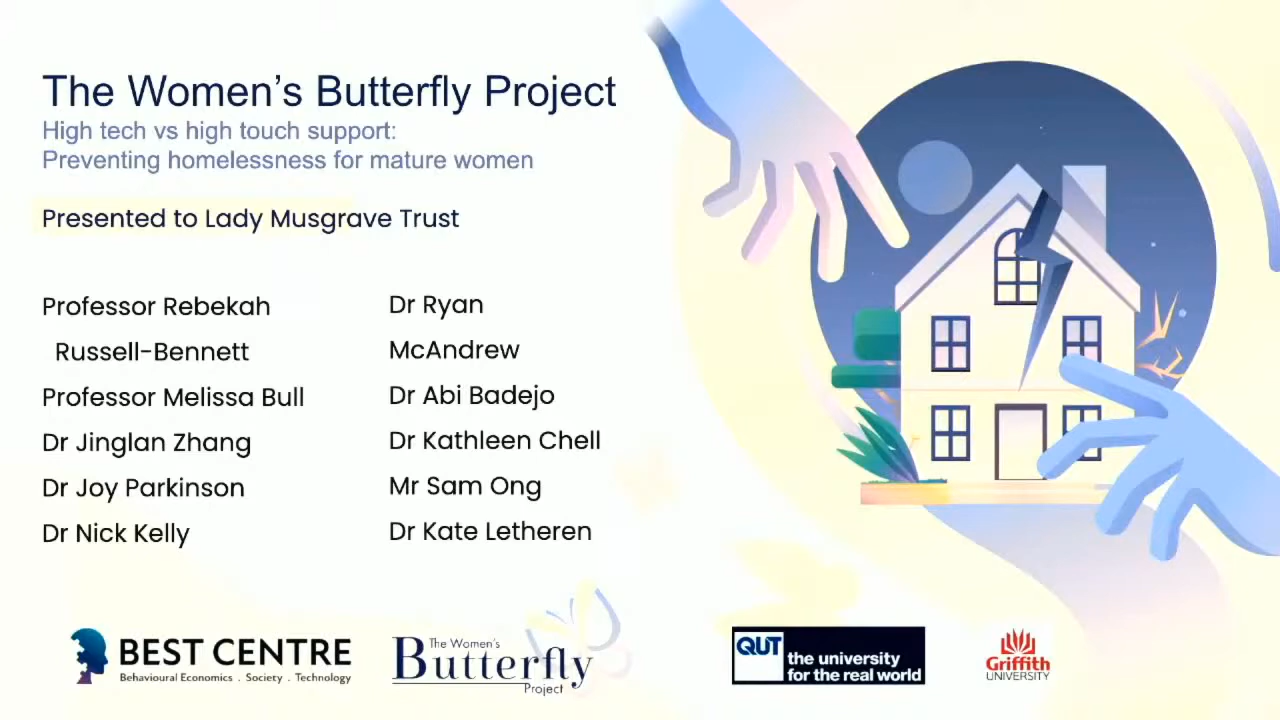 The Women's Butterfly Project
High tech vs high touch support:
Preventing homelessness for mature women
Presented to Lady Musgrave Trust
Professor Rebekah
Russell-Bennett
Professor Melissa Bull
Dr Jinglan Zhang
Dr Joy Parkinson
Dr Nick Kelly
Dr Ryan
McAndrew
Dr Abi Badejo
Dr Kathleen Chell
Mr Sam Ong
Dr Kate Letheren
BEST CENTRE
Behavioural Economics . Society . Technology
The Women's
Butterfly
Project
QUT
the university
for the real world
Griffith
UNIVERSITY